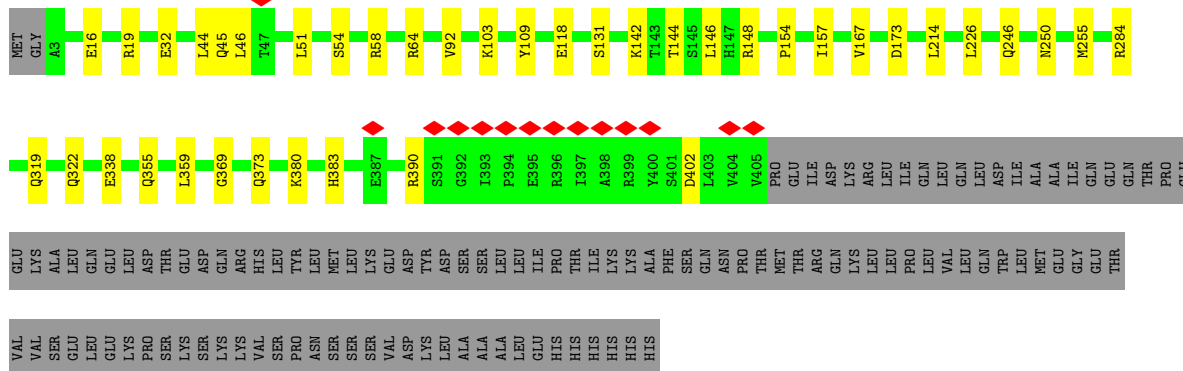 MET GLY A3 E16 R19 E32 L44 Q45 L46 T47 L51 S54 R58 R64 V92 K103 Y109 E118 S131 K142 T143 T144 S145 L146 H147 R148 P154 I157 V167 D173 L214 L226 Q246 N250 M255 R284
Q319 Q322 E338 Q355 L359 G369 Q373 K380 H383 E387 R390 S391 G392 I393 P394 E395 R396 I397 A398 R399 Y400 S401 D402 L403 V404 V405 PRO GLU ILE ASP LYS ARG LEU ILE GLN LEU GLN LEU ASP ILE ALA ALA ILE GLN GLU GLN THR PRO GLU
GLU LYS ALA LEU GLN GLU LEU ASP THR GLU ASP GLN ARG HIS LEU TYR LEU MET LEU LYS GLU ASP TYR ASP SER SER LEU LEU ILE PRO THR ILE LYS LYS ALA PHE SER GLN ASN PRO THR MET THR ARG GLN LYS LEU LEU PRO LEU VAL LEU GLN TRP LEU MET GLU GLY GLU THR
VAL VAL SER GLU LEU GLU LYS PRO SER LYS SER LYS LYS VAL SER PRO ASN SER SER SER VAL ASP LYS LEU ALA ALA ALA LEU GLU HIS HIS HIS HIS HIS HIS